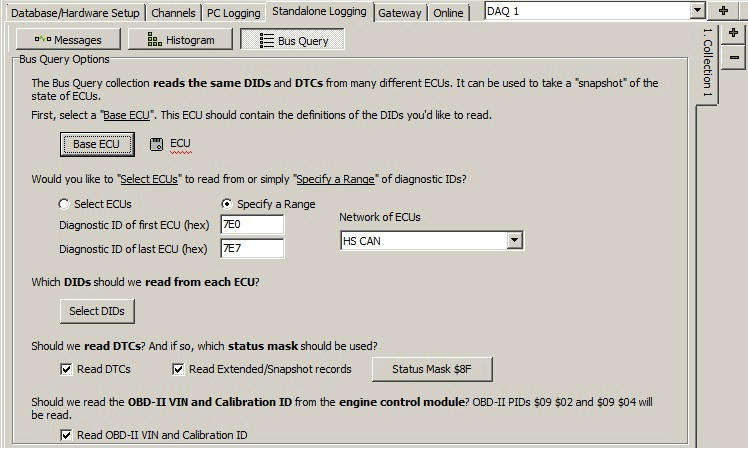 Database/Hardware Setup Channels PC Logging Standalone Logging Gateway Online DAQ 1
Messages Histogram Bus Query
1. Collection 1
Bus Query Options
The Bus Query collection reads the same DIDs and DTCs from many different ECUs. It can be used to take a "snapshot" of the
state of ECUs.
First, select a "Base ECU". This ECU should contain the definitions of the DIDs you'd like to read.
Base ECU ECU
Would you like to "Select ECUs" to read from or simply "Specify a Range" of diagnostic IDs?
Select ECUs Specify a Range
Network of ECUs
Diagnostic ID of first ECU (hex) 7E0
HS CAN
Diagnostic ID of last ECU (hex) 7E7
Which DIDs should we read from each ECU?
Select DIDs
Should we read DTCs? And if so, which status mask should be used?
Read DTCs Read Extended/Snapshot records Status Mask $8F
Should we read the OBD-II VIN and Calibration ID from the engine control module? OBD-II PIDs $09 $02 and $09 $04 will
be read.
Read OBD-II VIN and Calibration ID